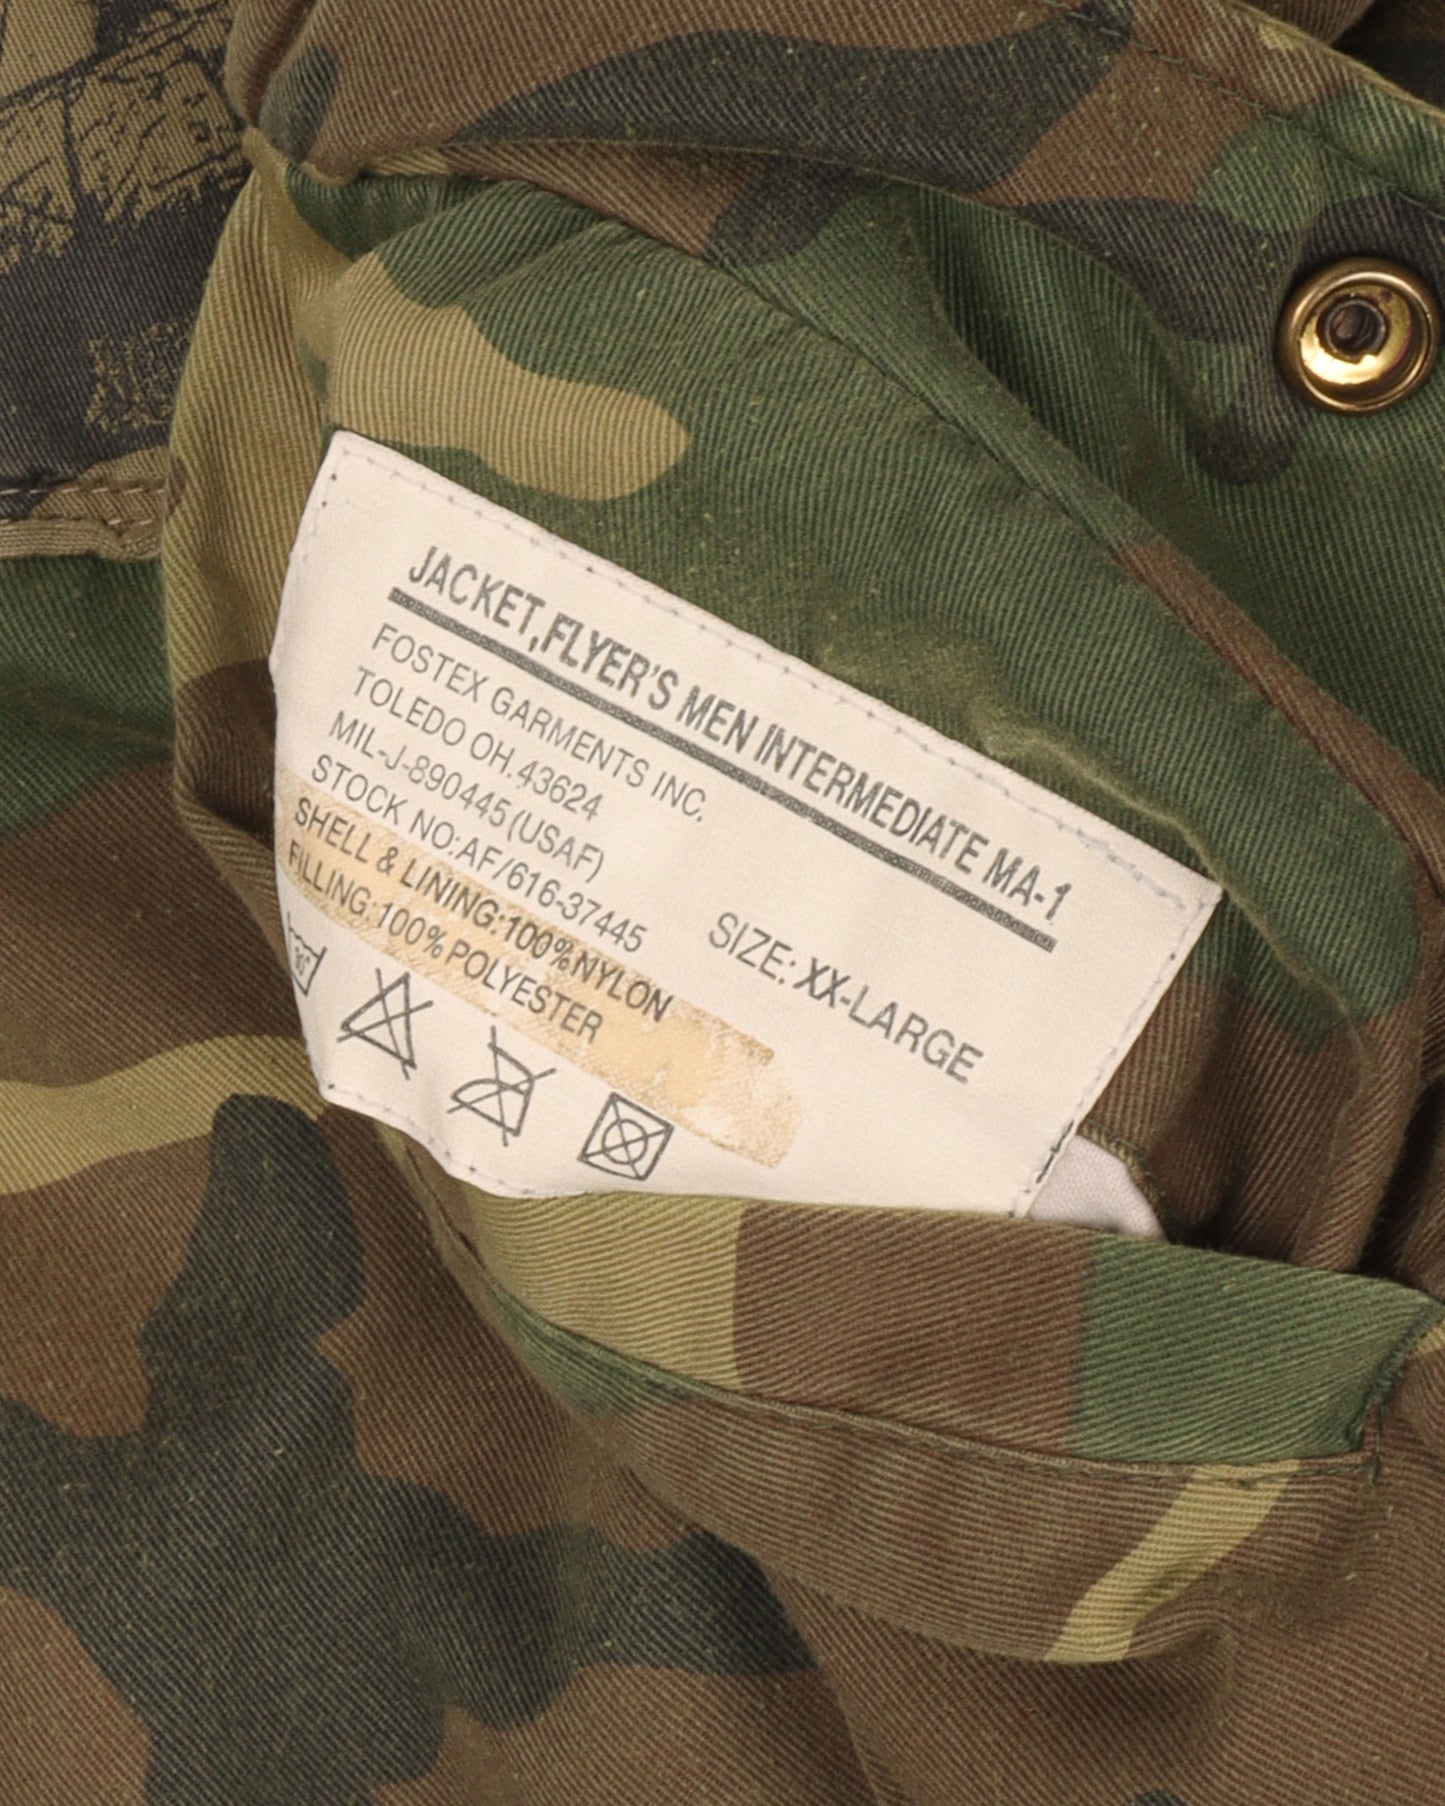 JACKET,FLYER'S MEN INTERMEDIATE MA-1
FOSTEX GARMENTS INC.
TOLEDO OH.43624
MIL-J-890445(USAF)
STOCK NO:AF/616-37445
SIZE: XX-LARGE
SHELL & LINING:100%NYLON
FILLING:100% POLYESTER
30°